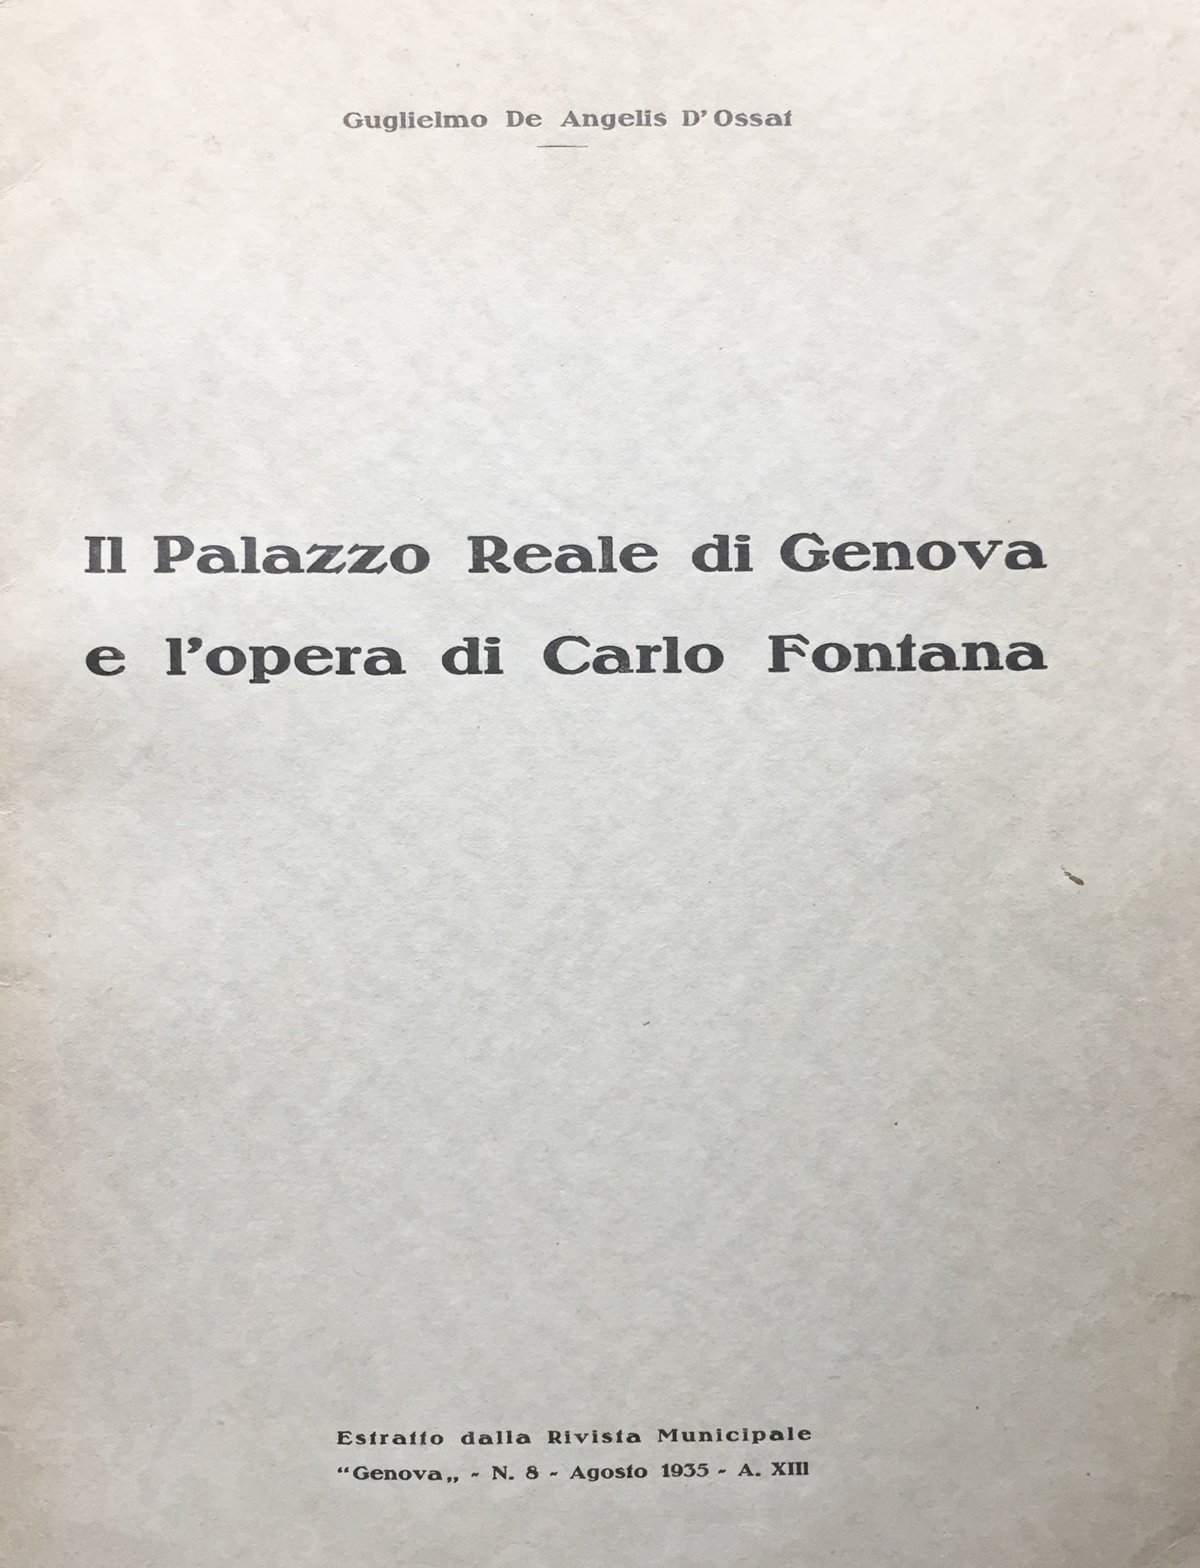 Guglielmo De Angelis D'Ossat
Il Palazzo Reale di Genova
e l'opera di Carlo Fontana
Estratto dalla Rivista Municipale
“Genova„ - N. 8 - Agosto 1935 - A. XIII